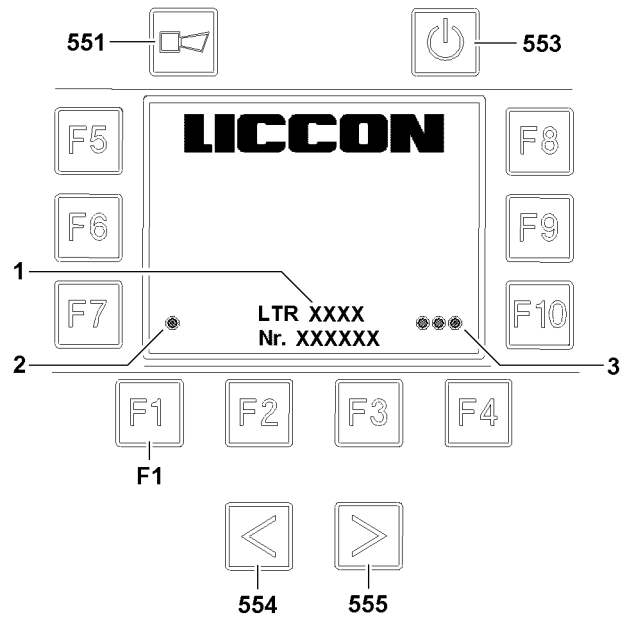 551
553
LICCON
F5
F8
F6
F9
1
F7
LTR XXXX
F10
Nr. XXXXXX
2
3
F1
F2
F3
F4
F1
<
>
554
555